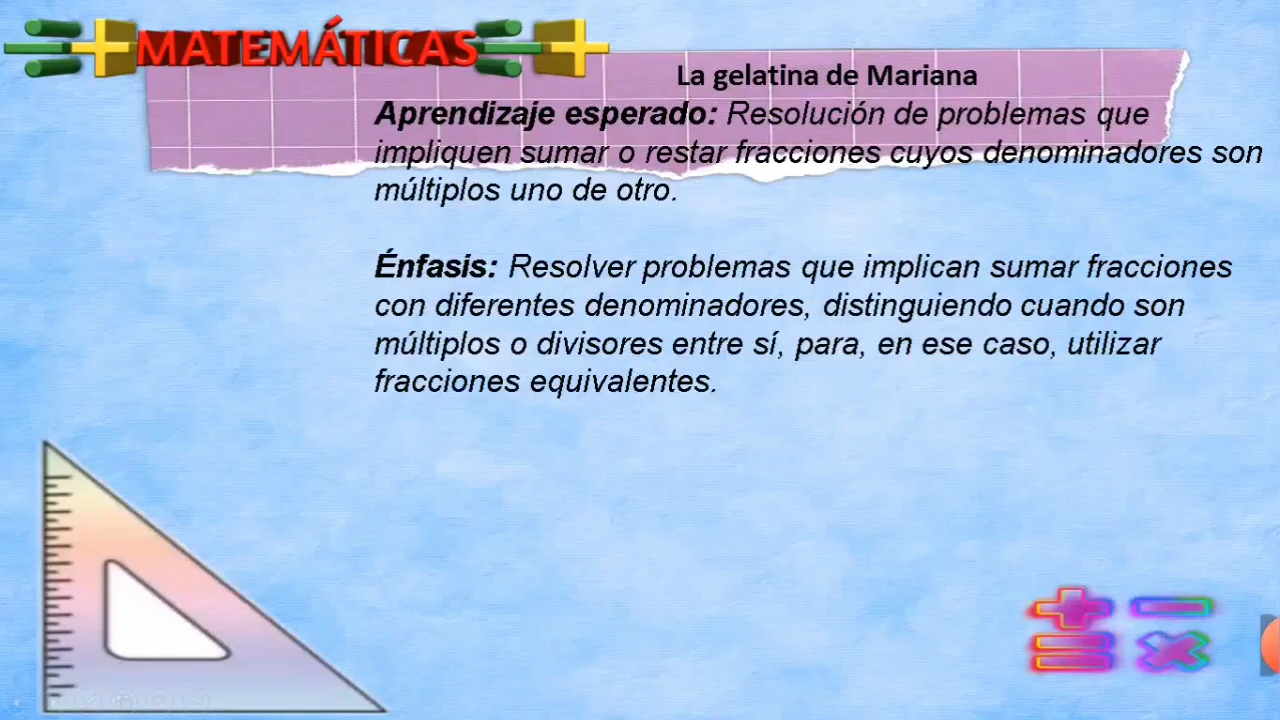 MATEMÁTICAS
La gelatina de Mariana
Aprendizaje esperado: Resolución de problemas que
impliquen sumar o restar fracciones cuyos denominadores son
múltiplos uno de otro.
Énfasis: Resolver problemas que implican sumar fracciones
con diferentes denominadores, distinguiendo cuando son
múltiplos o divisores entre sí, para, en ese caso, utilizar
fracciones equivalentes.